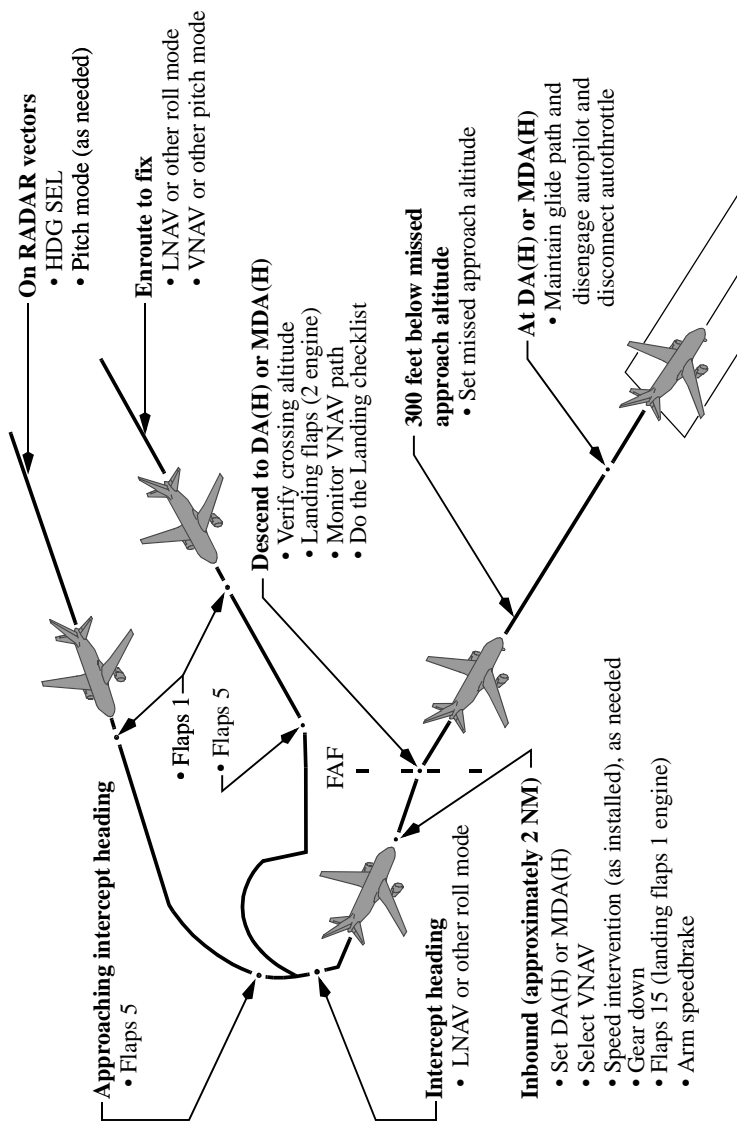 On RADAR vectors
• HDG SEL
• Pitch mode (as needed)
Enroute to fix
• LNAV or other roll mode
• VNAV or other pitch mode
Approaching intercept heading
• Flaps 5
• Flaps 1
• Flaps 5
FAF
Descend to DA(H) or MDA(H)
• Verify crossing altitude
• Landing flaps (2 engine)
• Monitor VNAV path
• Do the Landing checklist
Intercept heading
• LNAV or other roll mode
300 feet below missed
approach altitude
• Set missed approach altitude
Inbound (approximately 2 NM)
• Set DA(H) or MDA(H)
• Select VNAV
• Speed intervention (as installed), as needed
• Gear down
• Flaps 15 (landing flaps 1 engine)
• Arm speedbrake
At DA(H) or MDA(H)
• Maintain glide path and
disengage autopilot and
disconnect autothrottle